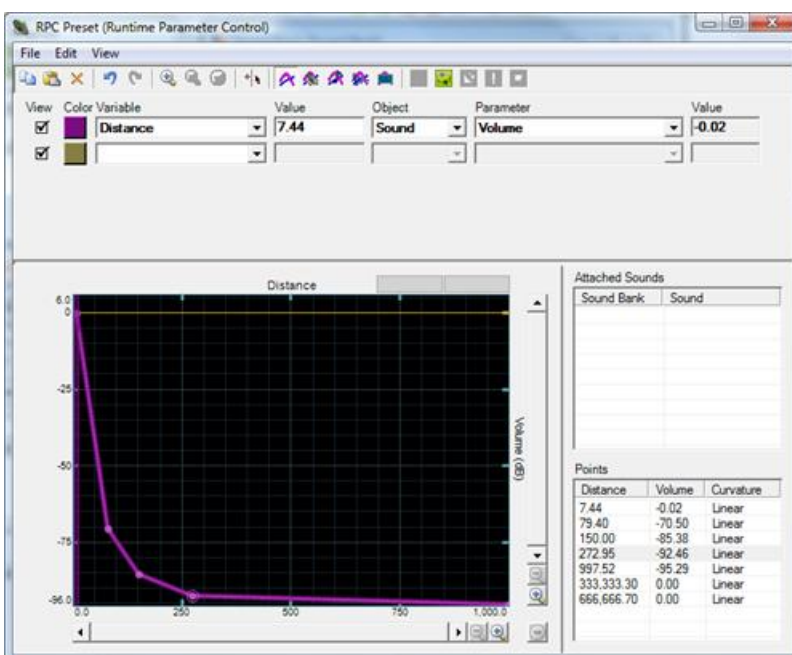 RPC Preset (Runtime Parameter Control)
File Edit View
View Color Variable Value Object Parameter Value
Distance 7.44 Sound Volume -0.02
Distance
6.0
0
-25
-50
-75
-96.0
0.0 250 500 750 1,000.0
Volume (dB)
Attached Sounds
Sound Bank Sound
Points
Distance Volume Curvature
7.44 -0.02 Linear
79.40 -70.50 Linear
150.00 -85.38 Linear
272.95 -92.46 Linear
997.52 -95.29 Linear
333,333.30 0.00 Linear
666,666.70 0.00 Linear